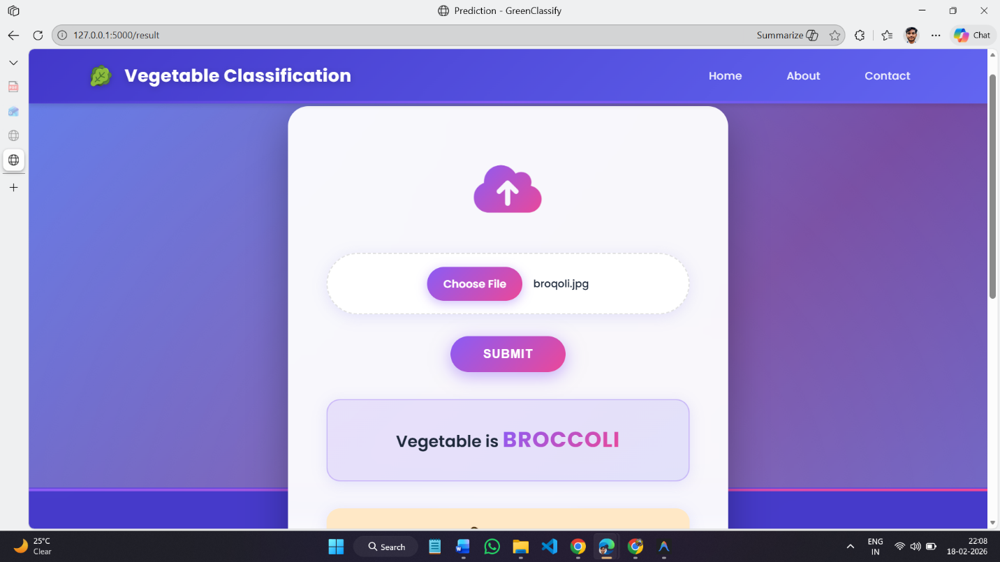 Prediction - GreenClassify
127.0.0.1:5000/result
Summarize
Chat
PDF
Vegetable Classification
Home
About
Contact
Choose File
broqoli.jpg
SUBMIT
Vegetable is BROCCOLI
25°C
Clear
Search
ENG
IN
22:08
18-02-2026